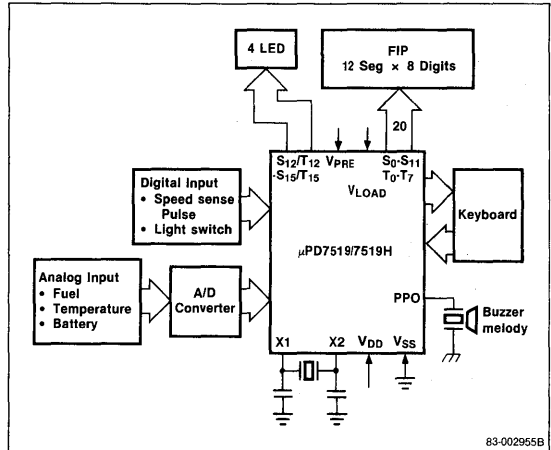 4 LED
FIP
12 Seg × 8 Digits
20
S12/T12
-S15/T15
VPRE
S0-S11
T0-T7
VLOAD
Digital Input
• Speed sense
Pulse
• Light switch
Keyboard
μPD7519/7519H
Analog Input
• Fuel
• Temperature
• Battery
A/D
Converter
PPO
Buzzer
melody
X1
X2
VDD
VSS
83-002955B